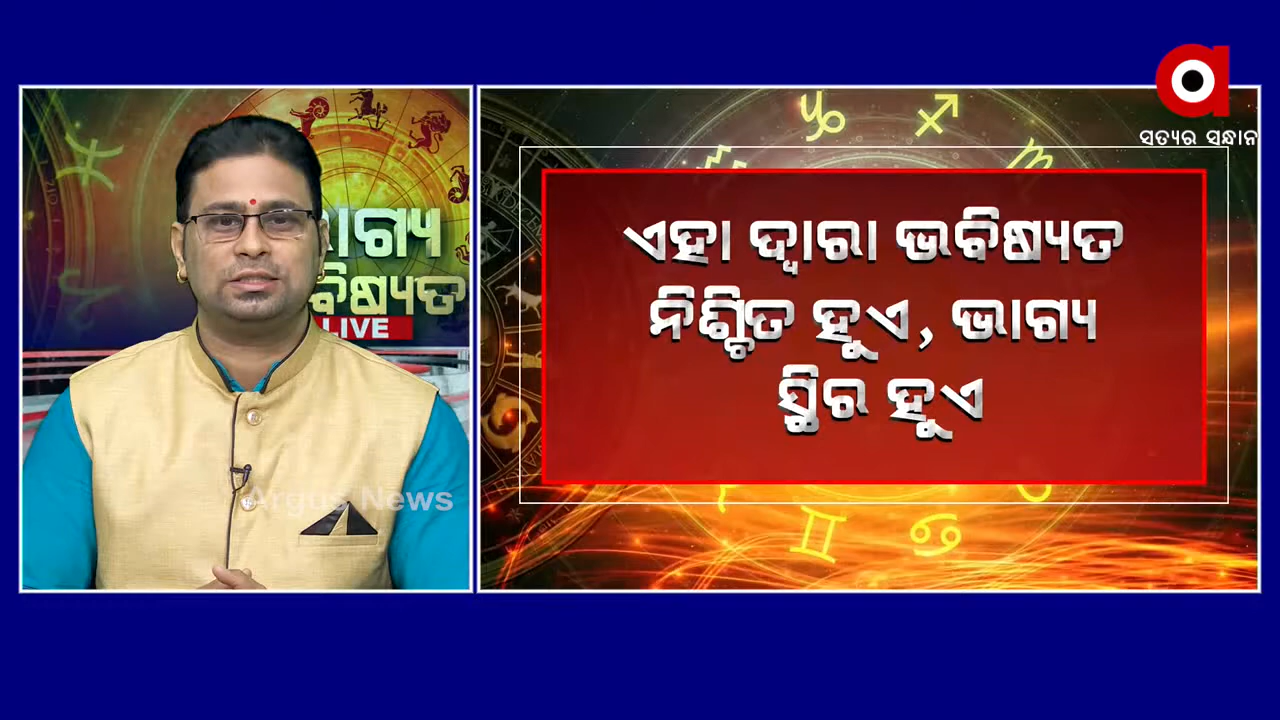 ସତ୍ୟର ସନ୍ଧାନ
ଏହା ଦ୍ୱାରା ଭବିଷ୍ୟତ
ନିଶ୍ଚିତ ହୁଏ, ଭାଗ୍ୟ
ସ୍ଥିର ହୁଏ
LIVE
Argus News